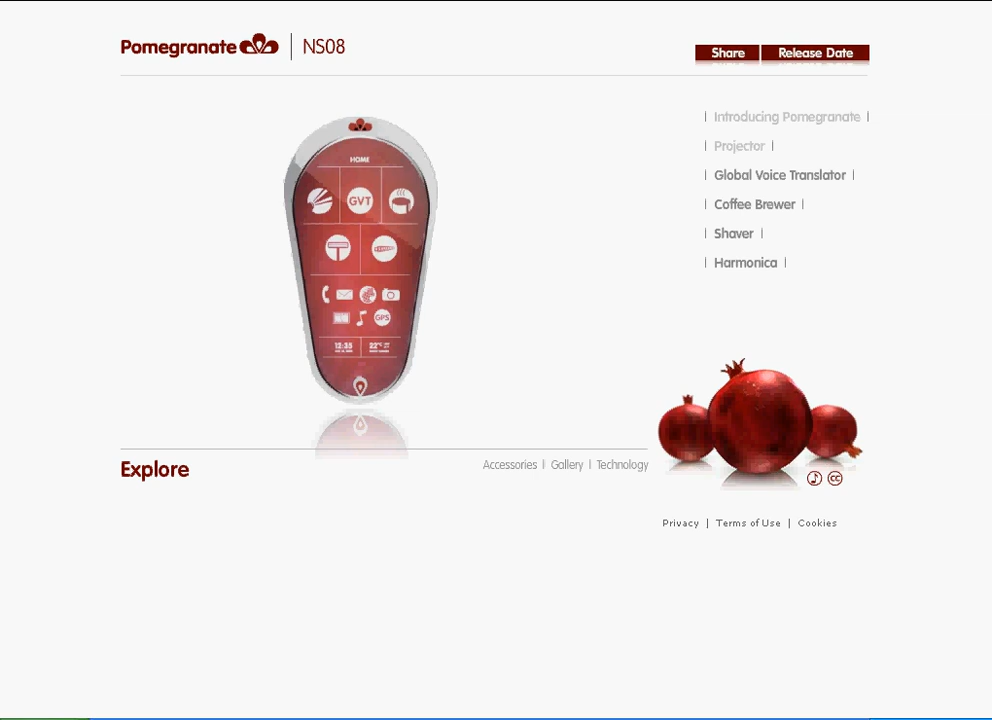 Pomegranate NS08
Share Release Date
HOME
GVT
GPS
12:35
22°C
Introducing Pomegranate
Projector
Global Voice Translator
Coffee Brewer
Shaver
Harmonica
Explore
Accessories | Gallery | Technology
cc
Privacy | Terms of Use | Cookies